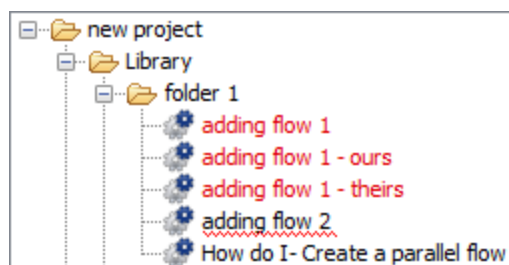 new project
Library
folder 1
adding flow 1
adding flow 1 - ours
adding flow 1 - theirs
adding flow 2
How do I- Create a parallel flow